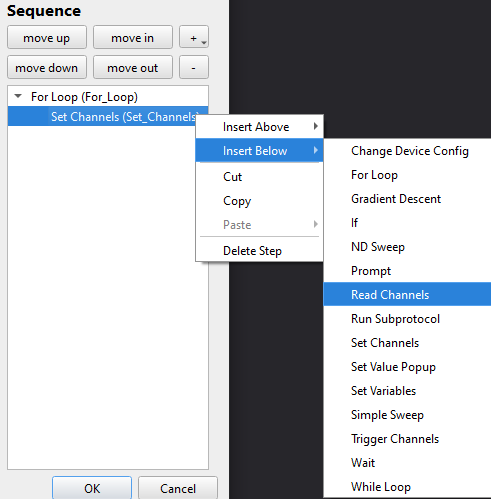 Sequence
move up
move in
+
move down
move out
-
For Loop (For_Loop)
Set Channels (Set_Channels)
Insert Above
Insert Below
Cut
Copy
Paste
Delete Step
Change Device Config
For Loop
Gradient Descent
If
ND Sweep
Prompt
Read Channels
Run Subprotocol
Set Channels
Set Value Popup
Set Variables
Simple Sweep
Trigger Channels
Wait
While Loop
OK
Cancel